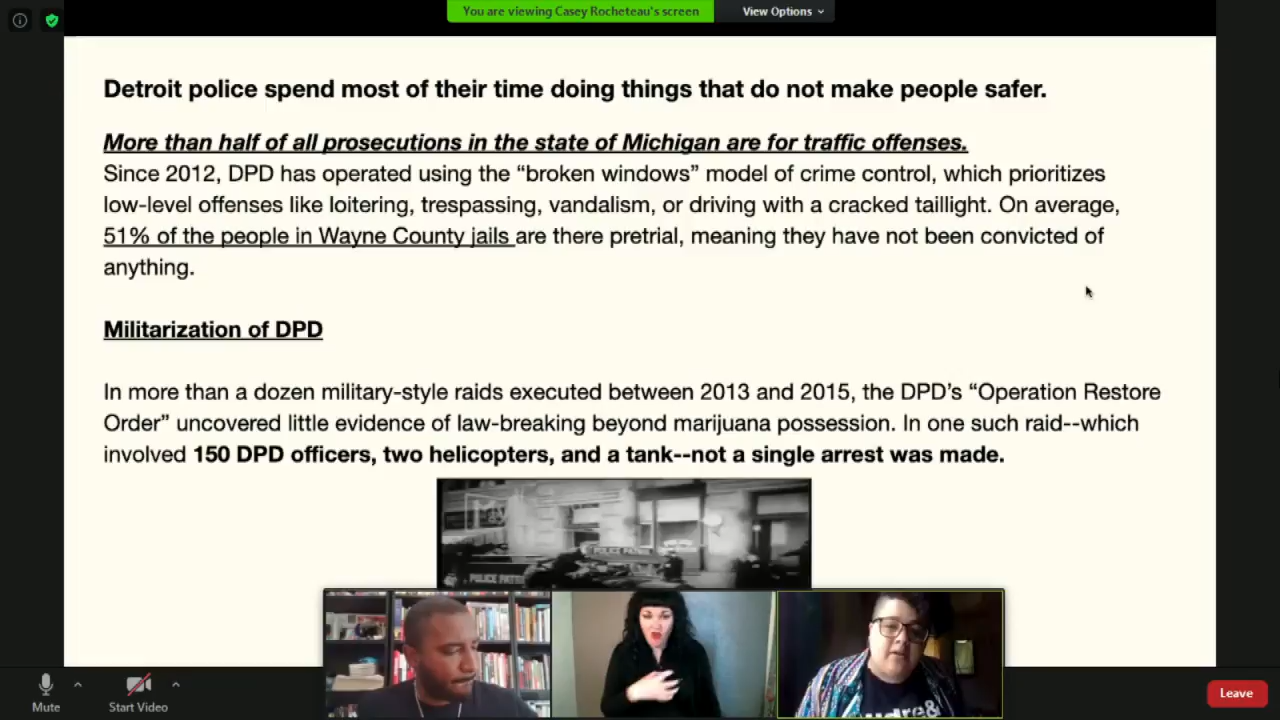 You are viewing Casey Rocheteau's screen
View Options
Detroit police spend most of their time doing things that do not make people safer.
More than half of all prosecutions in the state of Michigan are for traffic offenses.
Since 2012, DPD has operated using the “broken windows” model of crime control, which prioritizes
low-level offenses like loitering, trespassing, vandalism, or driving with a cracked taillight. On average,
51% of the people in Wayne County jails are there pretrial, meaning they have not been convicted of
anything.
Militarization of DPD
In more than a dozen military-style raids executed between 2013 and 2015, the DPD’s “Operation Restore
Order” uncovered little evidence of law-breaking beyond marijuana possession. In one such raid--which
involved 150 DPD officers, two helicopters, and a tank--not a single arrest was made.
POLICE PATROL
POLICE PATRO
Mute
Start Video
Leave